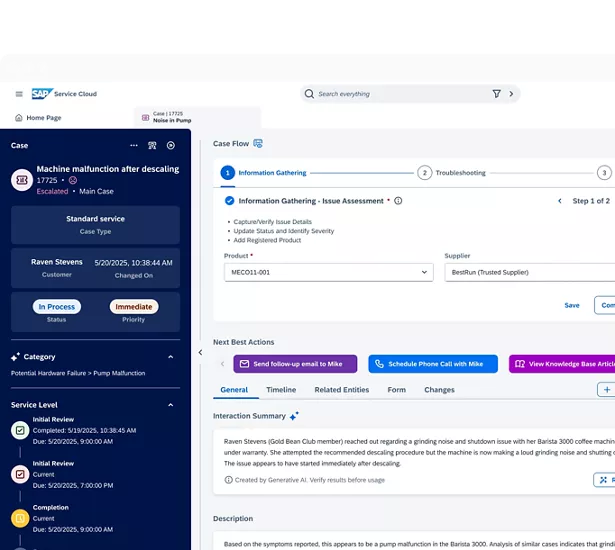 SAP Service Cloud
Search everything
Home Page
Case | 17725
Noise in Pump
Case
Machine malfunction after descaling
17725 •
Escalated • Main Case
Standard service
Case Type
Raven Stevens
Customer
5/20/2025, 10:38:44 AM
Changed On
In Process
Status
Immediate
Priority
Category
Potential Hardware Failure > Pump Malfunction
Service Level
Initial Review
Completed: 5/19/2025, 10:38:45 AM
Due: 5/20/2025, 9:00:00 AM
Initial Review
Current
Due: 5/20/2025, 7:00:00 PM
Completion
Current
Due: 5/20/2025, 9:00:00 AM
Case Flow
1 Information Gathering
2 Troubleshooting
3
Information Gathering - Issue Assessment *
Step 1 of 2
• Capture/Verify Issue Details
• Update Status and Identify Severity
• Add Registered Product
Product *
MECO11-001
Supplier
BestRun (Trusted Supplier)
Save
Com
Next Best Actions
Send follow-up email to Mike
Schedule Phone Call with Mike
View Knowledge Base Article
General
Timeline
Related Entities
Form
Changes
Interaction Summary
Raven Stevens (Gold Bean Club member) reached out regarding a grinding noise and shutdown issue with her Barista 3000 coffee machin
under warranty. She attempted the recommended descaling procedure but the machine is now making a loud grinding noise and shutting
The issue appears to have started immediately after descaling.
Created by Generative AI. Verify results before usage
R
Description
Based on the symptoms reported, this appears to be a pump malfunction in the Barista 3000. Analysis of similar cases indicates that grindi